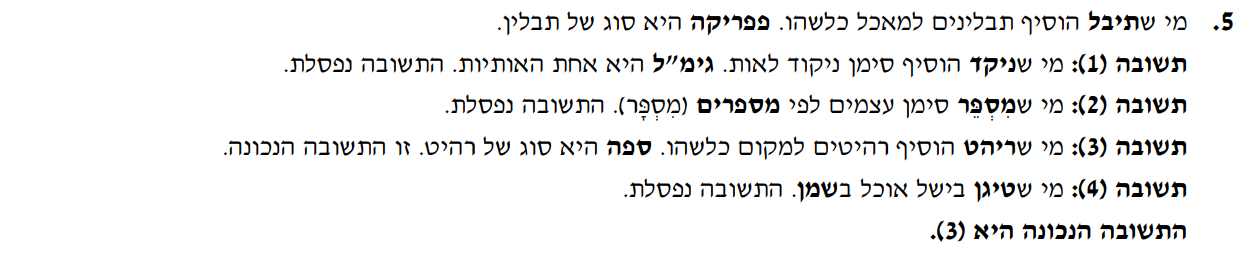 5. מי שתיבל הוסיף תבלינים למאכל כלשהו. פפריקה היא סוג של תבלין.
תשובה (1): מי שניקד הוסיף סימן ניקוד לאות. גימ"ל היא אחת האותיות. התשובה נפסלת.
תשובה (2): מי שמִסְפֵּר סימן עצמים לפי מספרים (מִסְפָּר). התשובה נפסלת.
תשובה (3): מי שריהט הוסיף רהיטים למקום כלשהו. ספה היא סוג של רהיט. זו התשובה הנכונה.
תשובה (4): מי שטיגן בישל אוכל בשמן. התשובה נפסלת.
התשובה הנכונה היא (3).